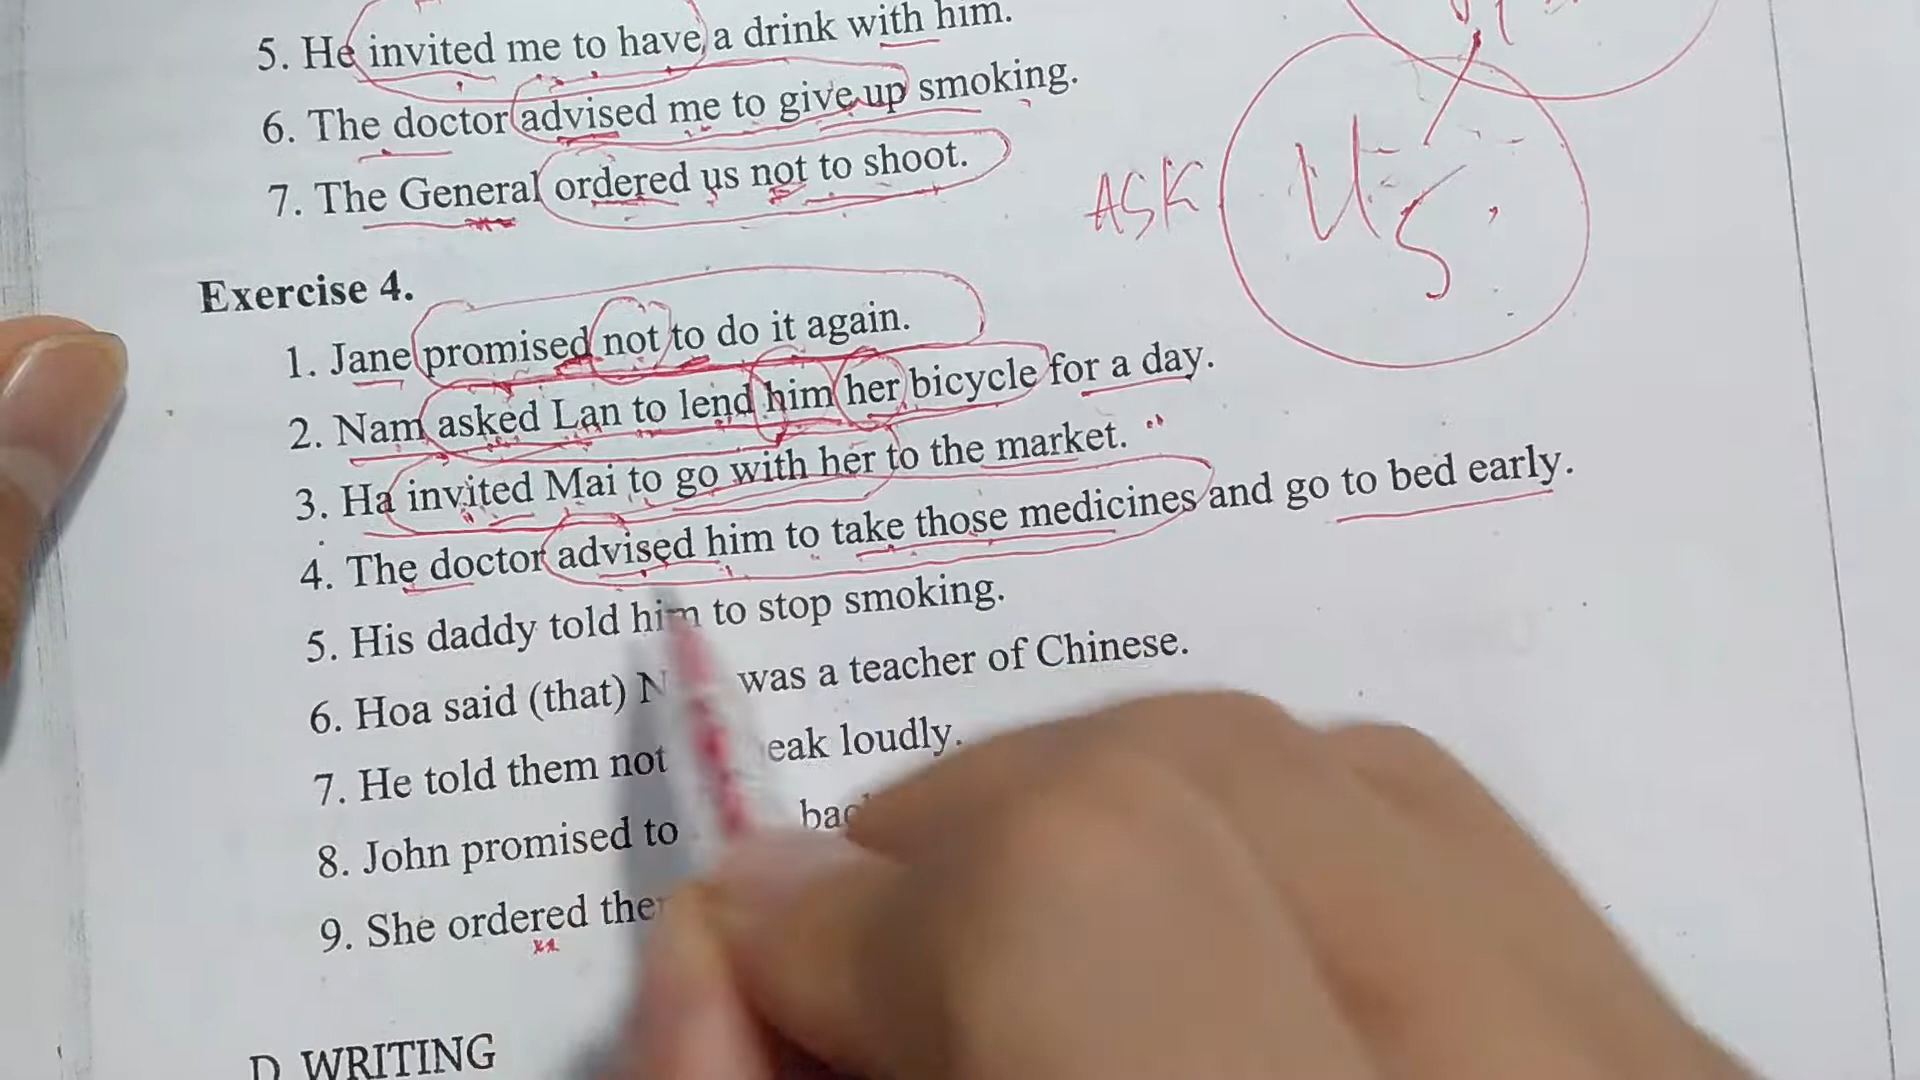 5. He invited me to have a drink with him.
6. The doctor advised me to give up smoking.
7. The General ordered us not to shoot.
ASK
Exercise 4.
1. Jane promised not to do it again.
2. Nam asked Lan to lend him her bicycle for a day.
3. Ha invited Mai to go with her to the market.
4. The doctor advised him to take those medicines and go to bed early.
5. His daddy told him to stop smoking.
6. Hoa said (that) was a teacher of Chinese.
7. He told them not loudly.
8. John promised to
9. She ordered
D. WRITING